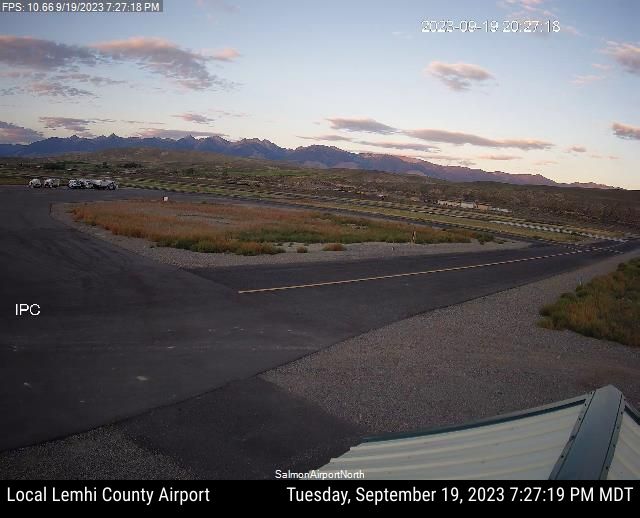 FPS: 10.66 9/19/2023 7:27:18 PM
2023-09-19 20:27:18
IPC
SalmonAirportNorth
Local Lemhi County Airport
Tuesday, September 19, 2023 7:27:19 PM MDT